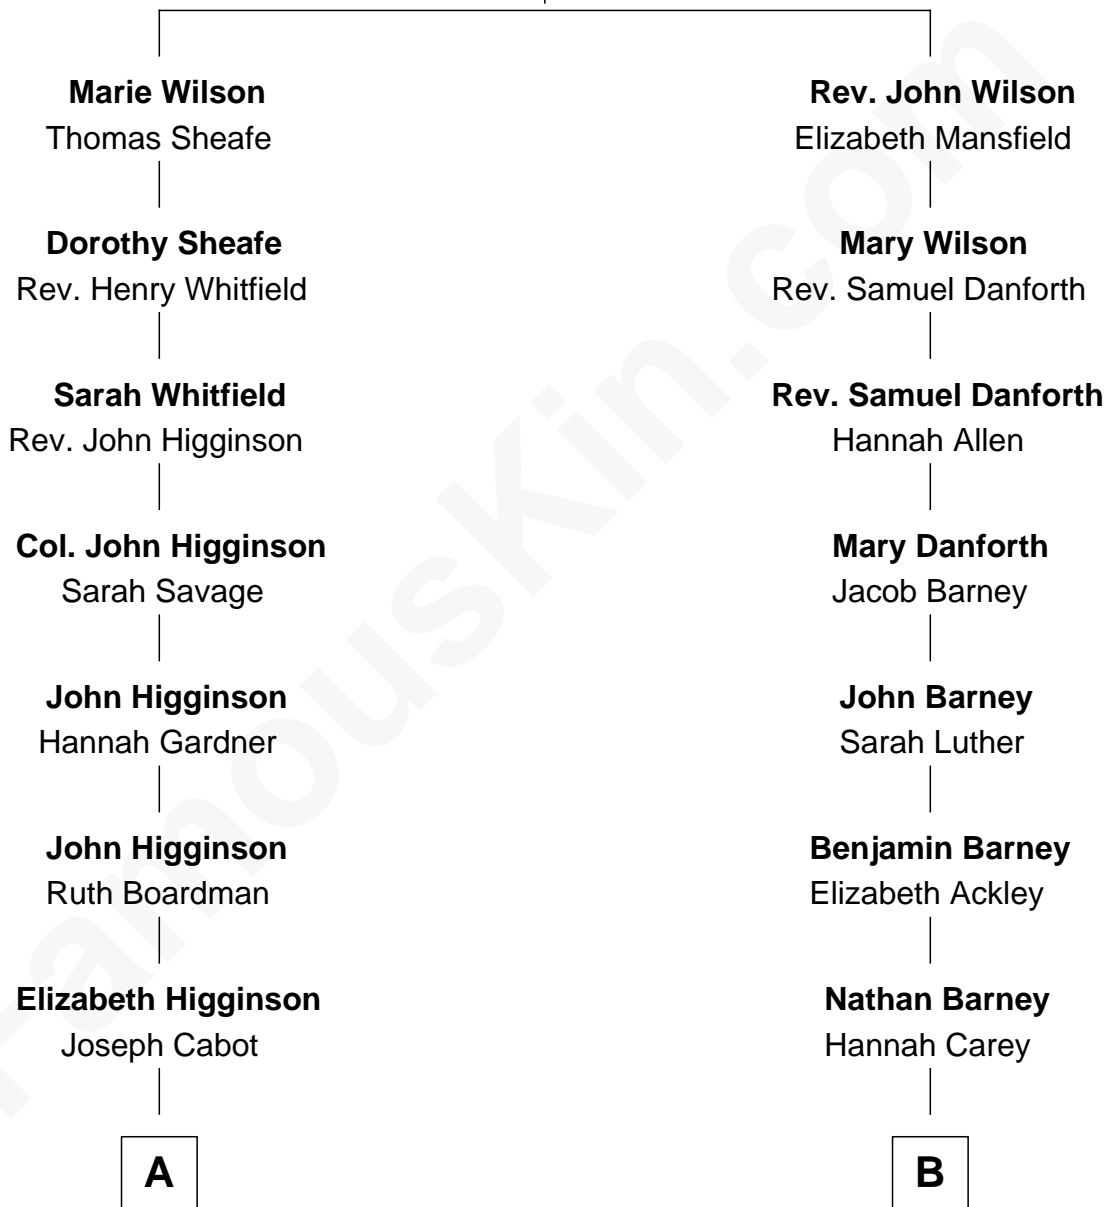 Marie Wilson
Thomas Sheafe
Rev. John Wilson
Elizabeth Mansfield
Dorothy Sheafe
Rev. Henry Whitfield
Mary Wilson
Rev. Samuel Danforth
Sarah Whitfield
Rev. John Higginson
Rev. Samuel Danforth
Hannah Allen
Col. John Higginson
Sarah Savage
Mary Danforth
Jacob Barney
John Higginson
Hannah Gardner
John Barney
Sarah Luther
John Higginson
Ruth Boardman
Benjamin Barney
Elizabeth Ackley
Elizabeth Higginson
Joseph Cabot
Nathan Barney
Hannah Carey
A
B
FamousKin.com